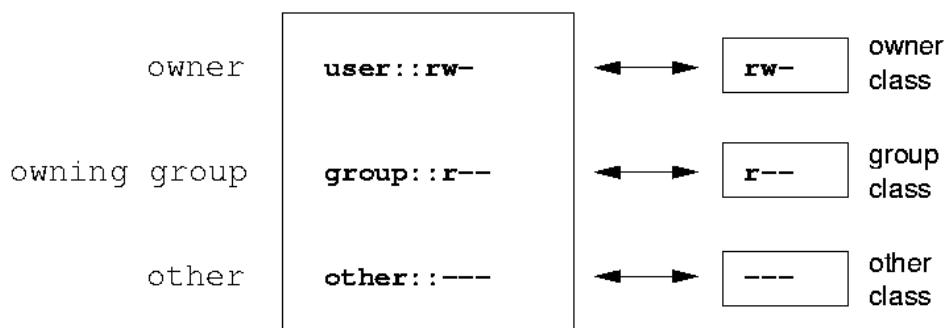 owner user::rw- rw- owner class
owning group group::r-- r-- group class
other other::--- --- other class